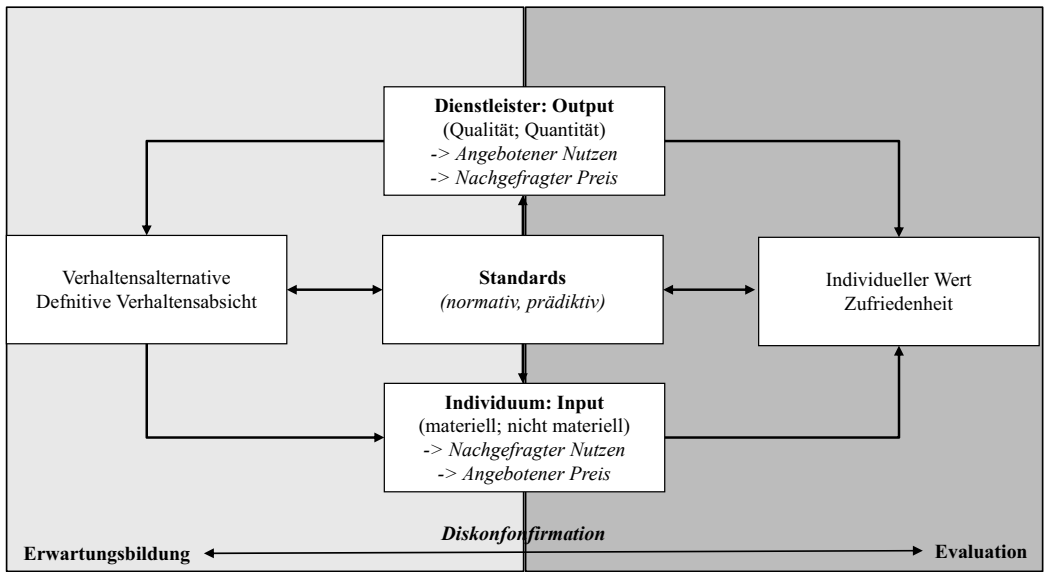 Dienstleister: Output
(Qualität; Quantität)
-> Angebotener Nutzen
-> Nachgefragter Preis
Verhaltensalternative
Defnitive Verhaltensabsicht
Standards
(normativ, prädiktiv)
Individueller Wert
Zufriedenheit
Individuum: Input
(materiell; nicht materiell)
-> Nachgefragter Nutzen
-> Angebotener Preis
Diskonfonfirmation
Erwartungsbildung
Evaluation